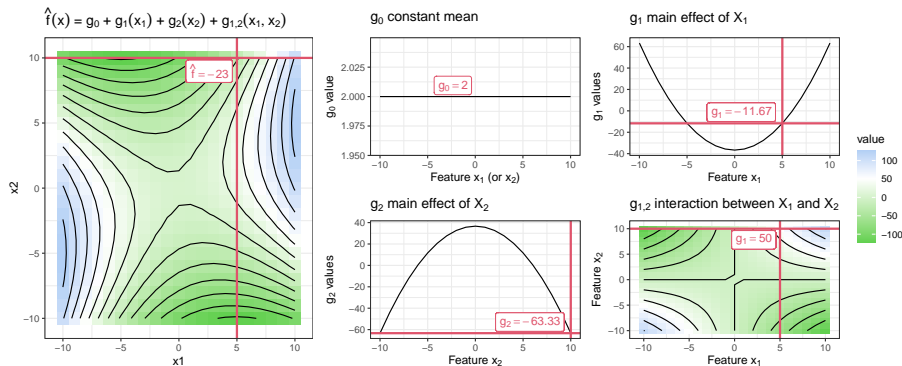 f̂(x) = g₀ + g₁(x₁) + g₂(x₂) + g₁,₂(x₁, x₂)
10
5
0
−5
−10
x2
−10
−5
0
5
10
x1
f̂ = −23
g₀ constant mean
2.025
2.000
1.975
1.950
g₀ value
g₀ = 2
−10
−5
0
5
10
Feature x₁ (or x₂)
g₁ main effect of X₁
60
40
20
0
−20
−40
g₁ values
g₁ = −11.67
−10
−5
0
5
10
Feature x₁
g₂ main effect of X₂
40
20
0
−20
−40
−60
g₂ values
g₂ = −63.33
−10
−5
0
5
10
Feature x₂
g₁,₂ interaction between X₁ and X₂
10
5
0
−5
−10
Feature x₂
g₁ = 50
−10
−5
0
5
10
Feature x₁
value
100
50
0
−50
−100